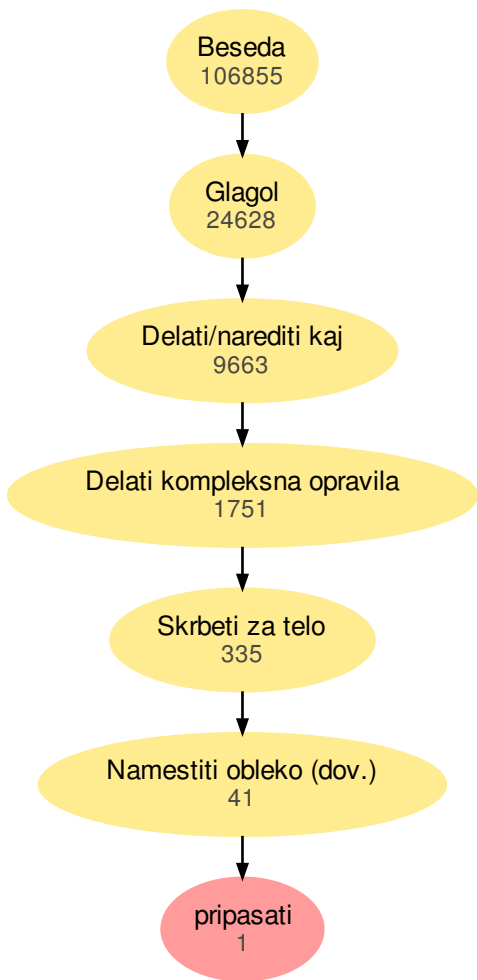 Beseda
106855
Glagol
24628
Delati/narediti kaj
9663
Delati kompleksna opravila
1751
Skrbeti za telo
335
Namestiti obleko (dov.)
41
pripasati
1